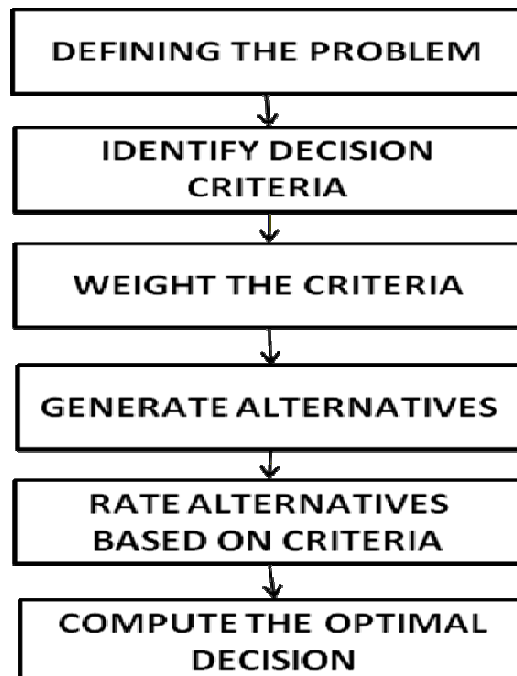 DEFINING THE PROBLEM
IDENTIFY DECISION
CRITERIA
WEIGHT THE CRITERIA
GENERATE ALTERNATIVES
RATE ALTERNATIVES
BASED ON CRITERIA
COMPUTE THE OPTIMAL
DECISION